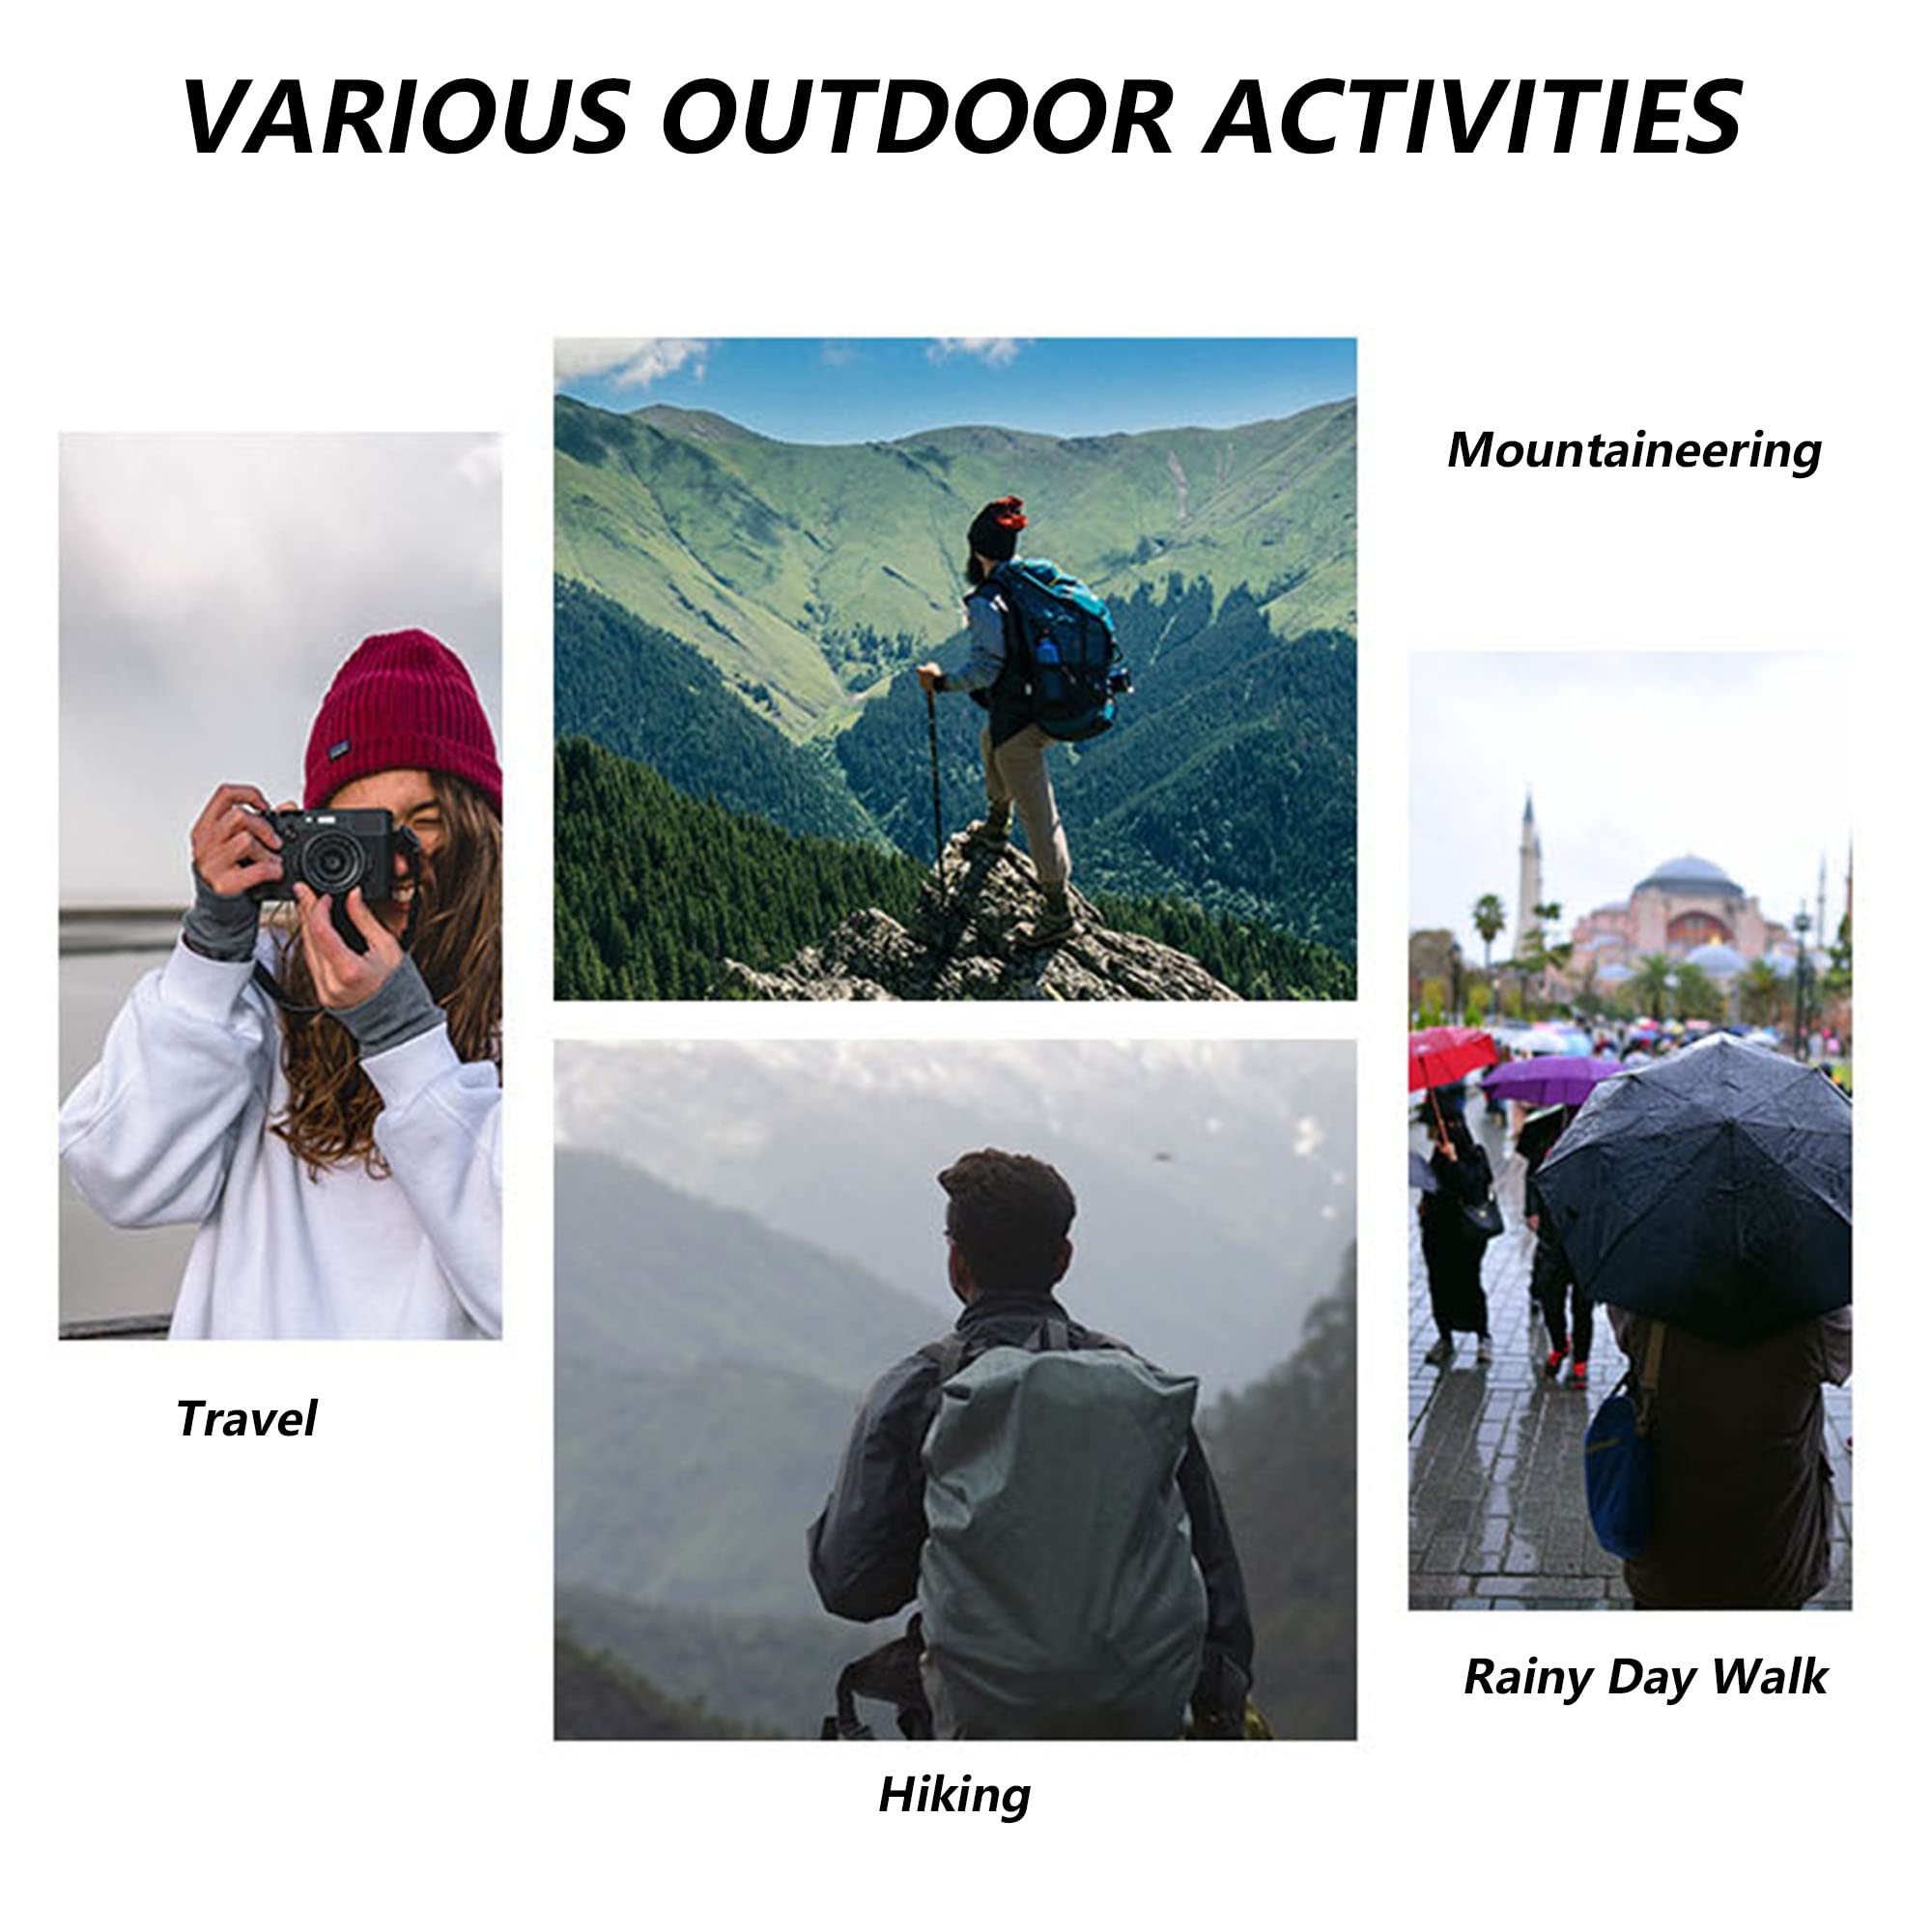 VARIOUS OUTDOOR ACTIVITIES
Mountaineering
Travel
Rainy Day Walk
Hiking